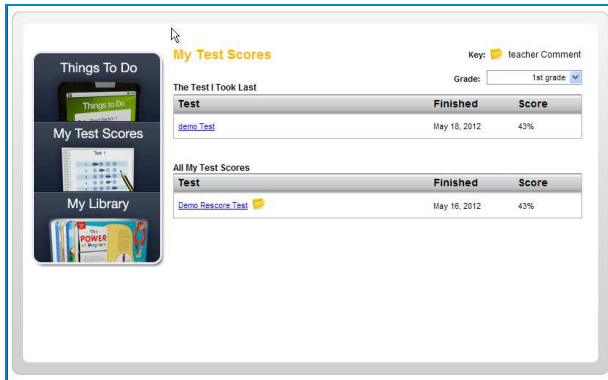 Things To Do
Things to Do
My Test Scores
Test 1
My Library
The
POWER
of Magnets
My Test Scores
Key: teacher Comment
Grade: 1st grade
The Test I Took Last
Test Finished Score
demo Test May 18, 2012 43%
All My Test Scores
Test Finished Score
Demo Rescore Test May 16, 2012 43%